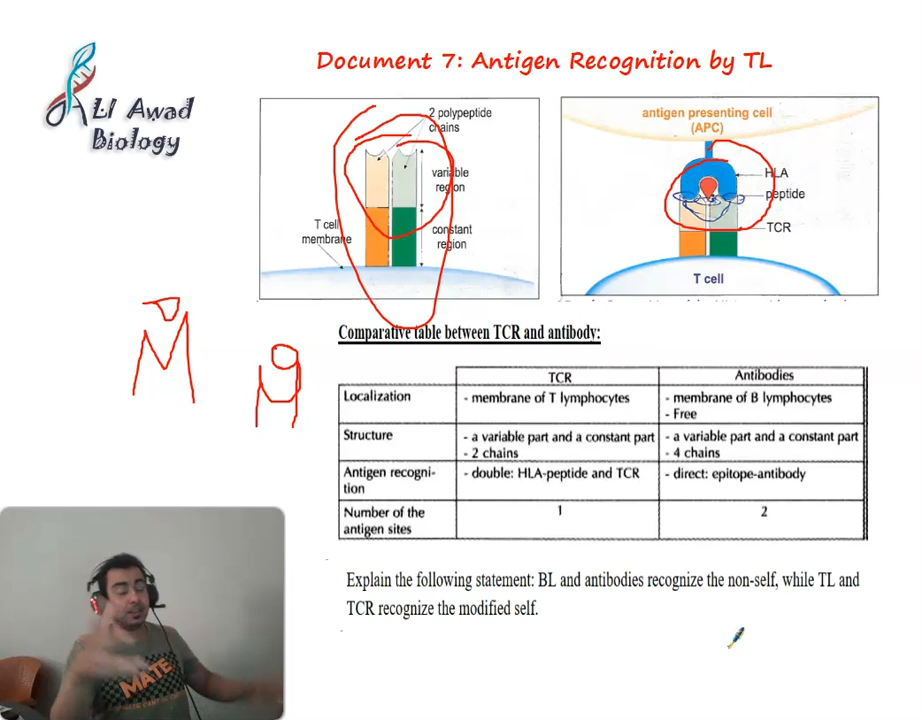 ALI Awad
Biology
Document 7: Antigen Recognition by TL
2 polypeptide
chains
variable
region
T cell
membrane
constant
region
antigen presenting cell
(APC)
HLA
peptide
TCR
T cell
Comparative table between TCR and antibody:
TCR Antibodies
Localization - membrane of T lymphocytes - membrane of B lymphocytes
- Free
Structure - a variable part and a constant part - a variable part and a constant part
- 2 chains - 4 chains
Antigen recogni- - double: HLA-peptide and TCR - direct: epitope-antibody
tion
Number of the 1 2
antigen sites
Explain the following statement: BL and antibodies recognize the non-self, while TL and
TCR recognize the modified self.
MATE